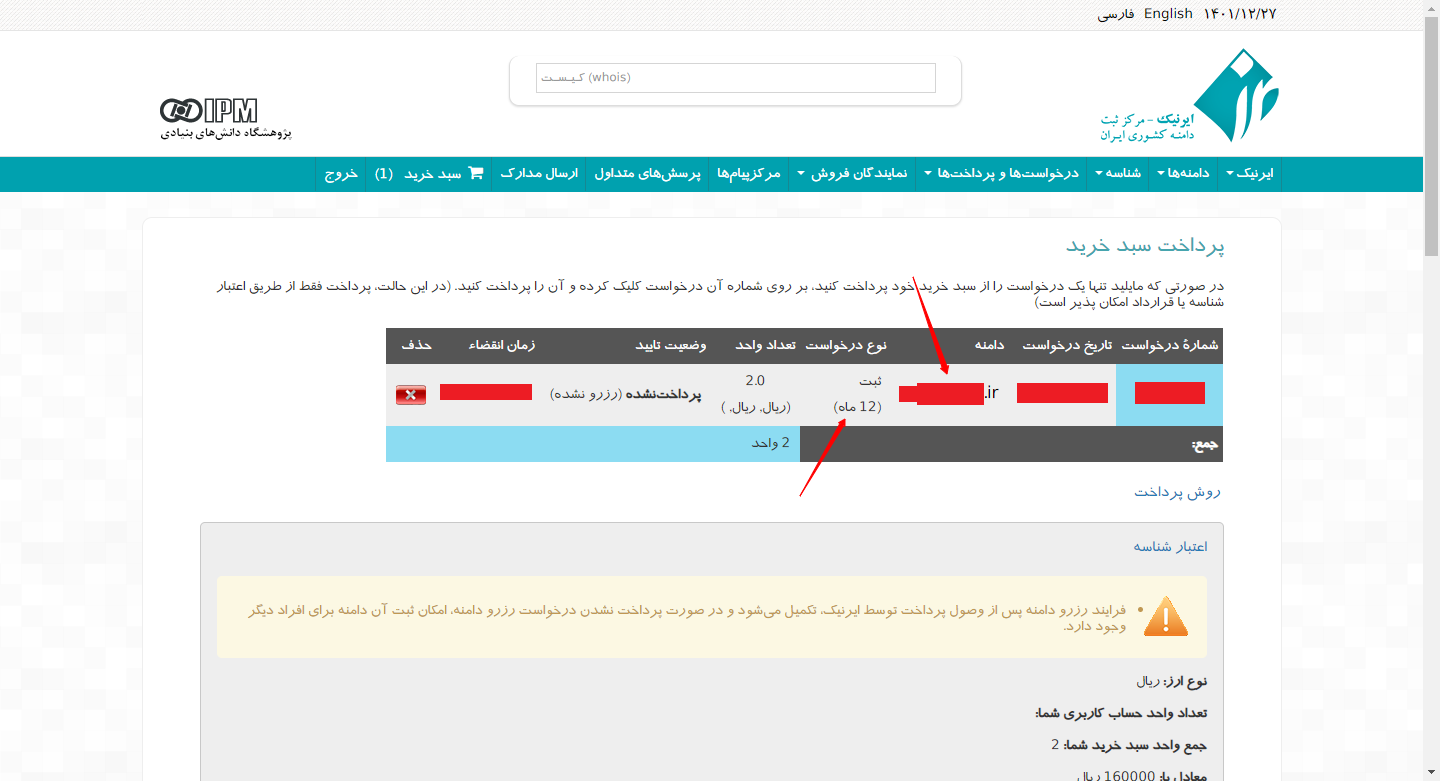 ۱۴۰۱/۱۲/۲۷ English فارسی
کـیـسـت (whois)
ایرنیک - مرکز ثبت
دامنه کشوری ایران
IPM
پژوهشگاه دانش‌های بنیادی
ایرنیک دامنه‌ها شناسه درخواست‌ها و پرداخت‌ها نمایندگان فروش مرکزپیام‌ها پرسش‌های متداول ارسال مدارک سبد خرید (1) خروج
پرداخت سبد خرید
در صورتی که مایلید تنها یک درخواست را از سبد خرید خود پرداخت کنید، بر روی شماره آن درخواست کلیک کرده و آن را پرداخت کنید. (در این حالت، پرداخت فقط از طریق اعتبار
شناسه یا قرارداد امکان پذیر است)
شمارهٔ درخواست تاریخ درخواست دامنه نوع درخواست تعداد واحد وضعیت تایید زمان انقضاء حذف
.ir ثبت 2.0 پرداخت‌نشده (رزرو نشده)
(12 ماه) (ریال, ریال, )
جمع: 2 واحد
روش پرداخت
اعتبار شناسه
فرایند رزرو دامنه پس از وصول پرداخت توسط ایرنیک، تکمیل می‌شود و در صورت پرداخت نشدن درخواست رزرو دامنه، امکان ثبت آن دامنه برای افراد دیگر
وجود دارد.
نوع ارز: ریال
تعداد واحد حساب کاربری شما:
جمع واحد سبد خرید شما: 2
معادل با: 160000 ریال